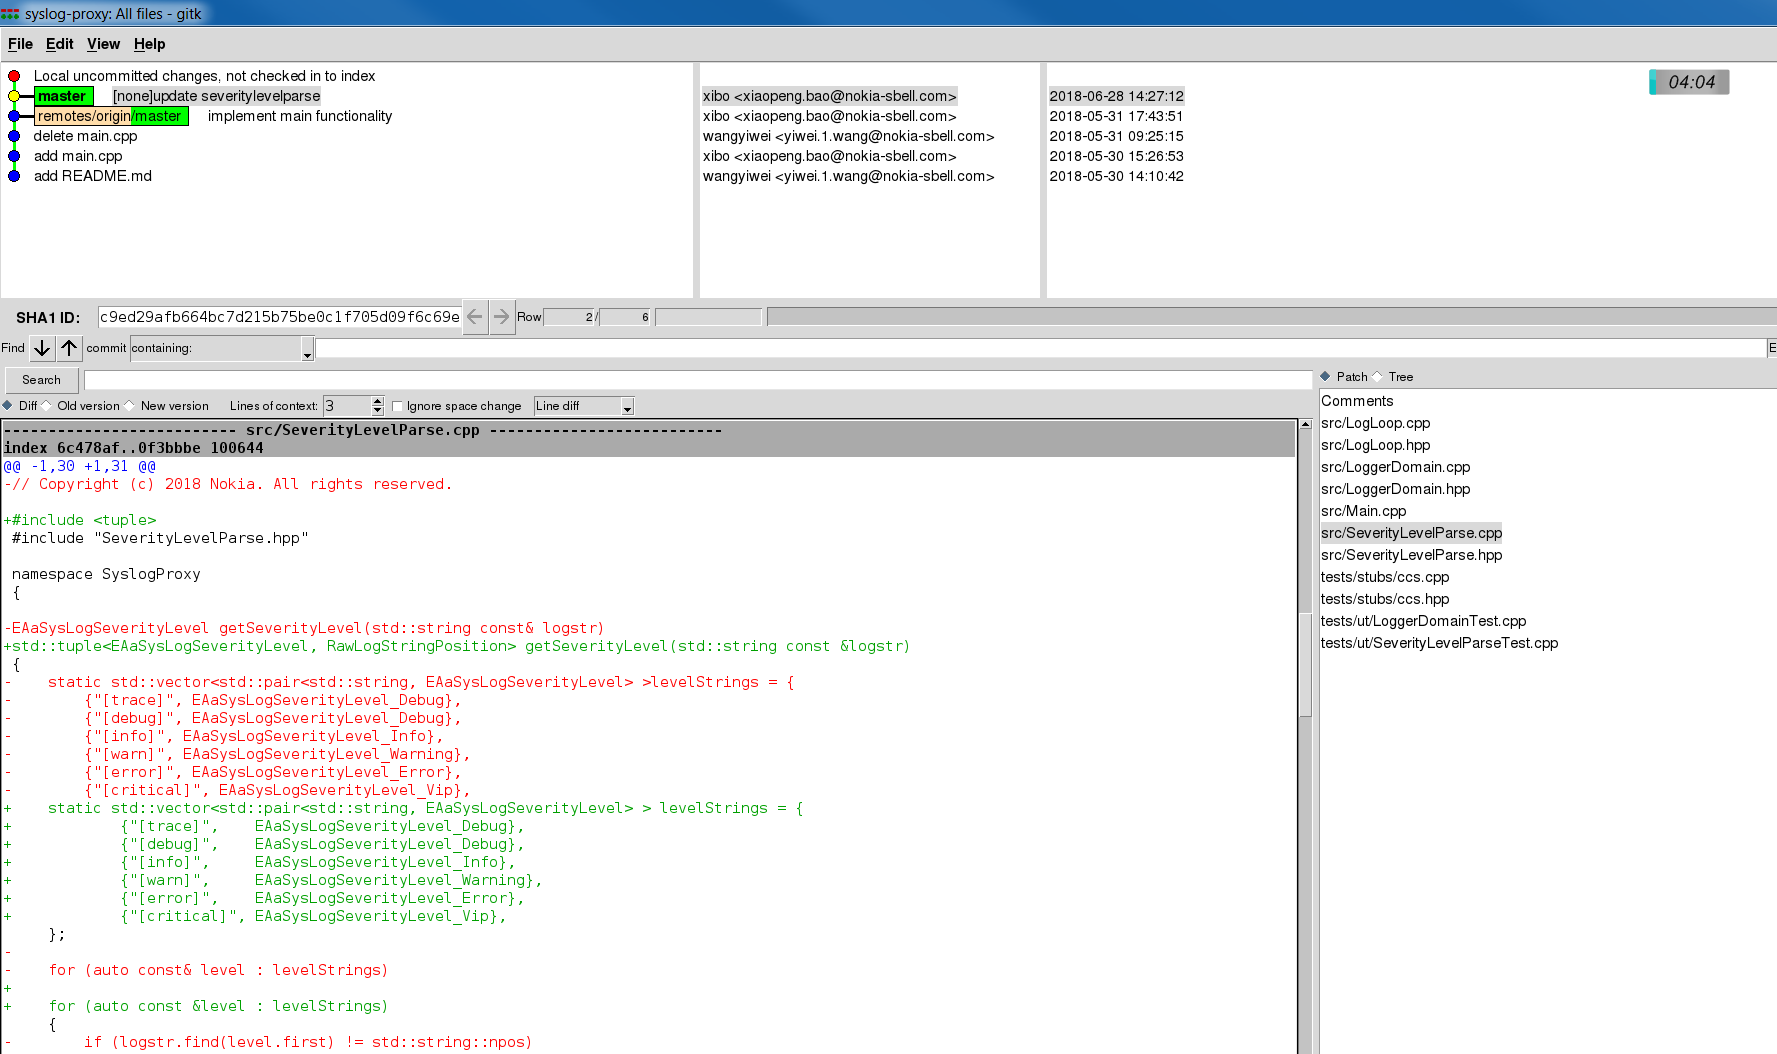 syslog-proxy: All files - gitk
File Edit View Help
Local uncommitted changes, not checked in to index
master [none]update severitylevelparse xibo <xiaopeng.bao@nokia-sbell.com> 2018-06-28 14:27:12
remotes/origin/master implement main functionality xibo <xiaopeng.bao@nokia-sbell.com> 2018-05-31 17:43:51
delete main.cpp wangyiwei <yiwei.1.wang@nokia-sbell.com> 2018-05-31 09:25:15
add main.cpp xibo <xiaopeng.bao@nokia-sbell.com> 2018-05-30 15:26:53
add README.md wangyiwei <yiwei.1.wang@nokia-sbell.com> 2018-05-30 14:10:42
04:04
SHA1 ID: c9ed29afb664bc7d215b75be0c1f705d09f6c69e Row 2 / 6
Find commit containing: E
Search
Diff Old version New version Lines of context: 3 Ignore space change Line diff
-------------------------- src/SeverityLevelParse.cpp --------------------------
index 6c478af..0f3bbbe 100644
@@ -1,30 +1,31 @@
-// Copyright (c) 2018 Nokia. All rights reserved.
+#include <tuple>
 #include "SeverityLevelParse.hpp"
 namespace SyslogProxy
 {
-EAaSysLogSeverityLevel getSeverityLevel(std::string const& logstr)
+std::tuple<EAaSysLogSeverityLevel, RawLogStringPosition> getSeverityLevel(std::string const &logstr)
 {
-    static std::vector<std::pair<std::string, EAaSysLogSeverityLevel> >levelStrings = {
-        {"[trace]", EAaSysLogSeverityLevel_Debug},
-        {"[debug]", EAaSysLogSeverityLevel_Debug},
-        {"[info]", EAaSysLogSeverityLevel_Info},
-        {"[warn]", EAaSysLogSeverityLevel_Warning},
-        {"[error]", EAaSysLogSeverityLevel_Error},
-        {"[critical]", EAaSysLogSeverityLevel_Vip},
+    static std::vector<std::pair<std::string, EAaSysLogSeverityLevel> > levelStrings = {
+            {"[trace]",    EAaSysLogSeverityLevel_Debug},
+            {"[debug]",    EAaSysLogSeverityLevel_Debug},
+            {"[info]",     EAaSysLogSeverityLevel_Info},
+            {"[warn]",     EAaSysLogSeverityLevel_Warning},
+            {"[error]",    EAaSysLogSeverityLevel_Error},
+            {"[critical]", EAaSysLogSeverityLevel_Vip},
     };
-
-    for (auto const& level : levelStrings)
+
+    for (auto const &level : levelStrings)
     {
-        if (logstr.find(level.first) != std::string::npos)
Patch Tree
Comments
src/LogLoop.cpp
src/LogLoop.hpp
src/LoggerDomain.cpp
src/LoggerDomain.hpp
src/Main.cpp
src/SeverityLevelParse.cpp
src/SeverityLevelParse.hpp
tests/stubs/ccs.cpp
tests/stubs/ccs.hpp
tests/ut/LoggerDomainTest.cpp
tests/ut/SeverityLevelParseTest.cpp